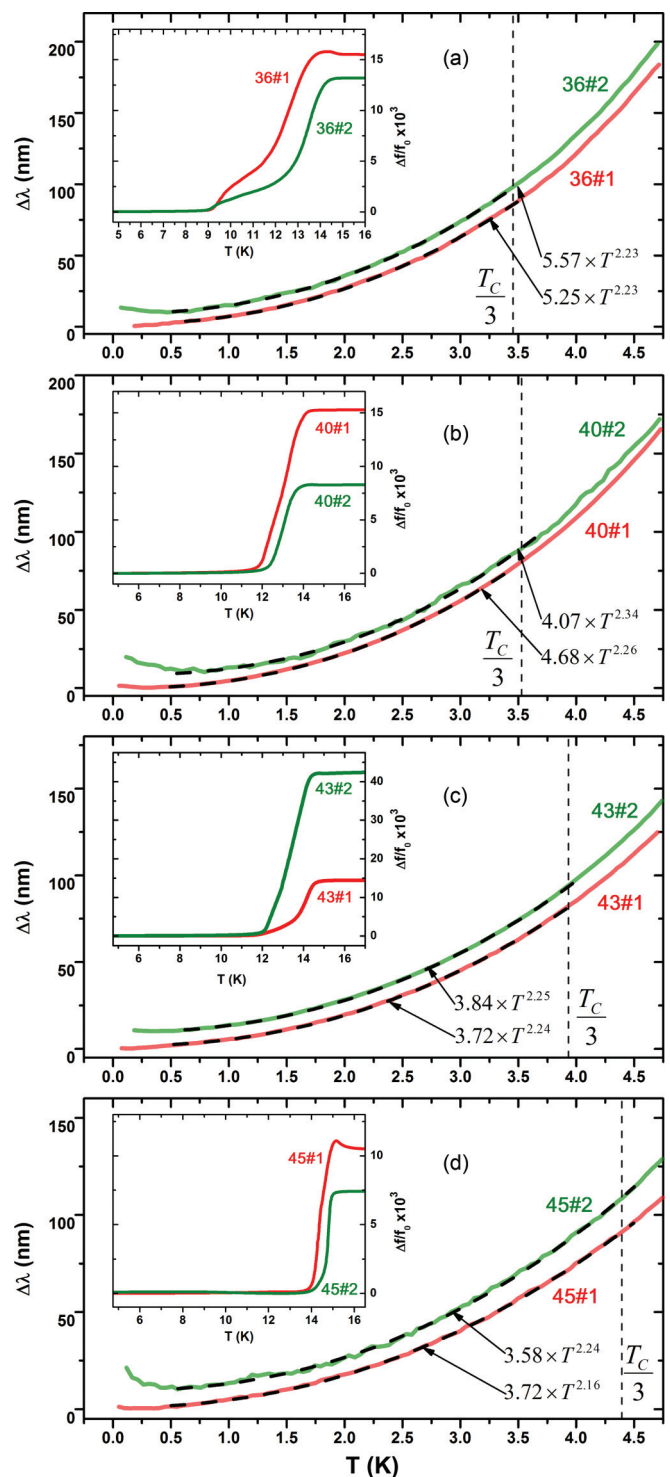 (a)
200
150
100
50
0
Δλ (nm)
36#1
36#2
15
10
5
0
Δf/f₀ x10³
5 6 7 8 9 10 11 12 13 14 15 16
T (K)
36#2
36#1
5.57×T^2.23
5.25×T^2.23
T_C
3
0.0 0.5 1.0 1.5 2.0 2.5 3.0 3.5 4.0 4.5
(b)
200
150
100
50
0
Δλ (nm)
40#1
40#2
15
10
5
0
Δf/f₀ x10³
6 8 10 12 14 16
T (K)
40#2
40#1
4.07×T^2.34
4.68×T^2.26
T_C
3
0.0 0.5 1.0 1.5 2.0 2.5 3.0 3.5 4.0 4.5
(c)
150
100
50
0
Δλ (nm)
43#2
43#1
40
30
20
10
0
Δf/f₀ x10³
6 8 10 12 14 16
T (K)
43#2
43#1
3.84×T^2.25
3.72×T^2.24
T_C
3
0.0 0.5 1.0 1.5 2.0 2.5 3.0 3.5 4.0 4.5
(d)
150
100
50
0
Δλ (nm)
45#1
45#2
10
5
0
Δf/f₀ x10³
6 8 10 12 14 16
T (K)
45#2
45#1
3.58×T^2.24
3.72×T^2.16
T_C
3
0.0 0.5 1.0 1.5 2.0 2.5 3.0 3.5 4.0 4.5
T (K)